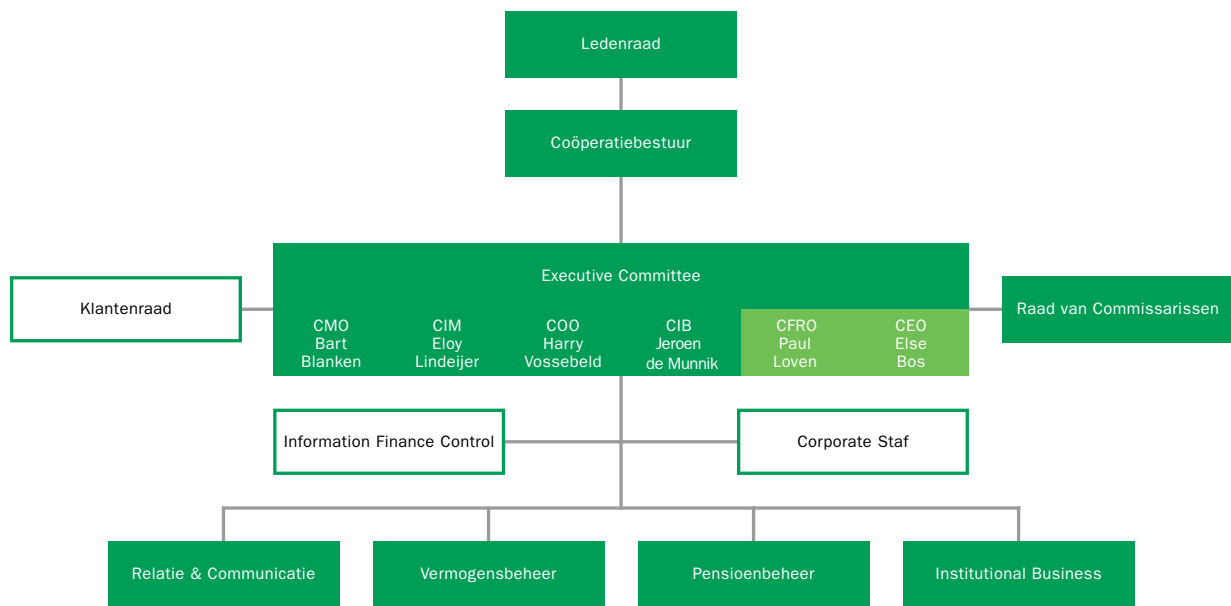 Ledenraad
Coöperatiebestuur
Executive Committee
Klantenraad
Raad van Commissarissen
CMO
Bart
Blanken
CIM
Eloy
Lindeijer
COO
Harry
Vossebeld
CIB
Jeroen
de Munnik
CFRO
Paul
Loven
CEO
Else
Bos
Information Finance Control
Corporate Staf
Relatie & Communicatie
Vermogensbeheer
Pensioenbeheer
Institutional Business